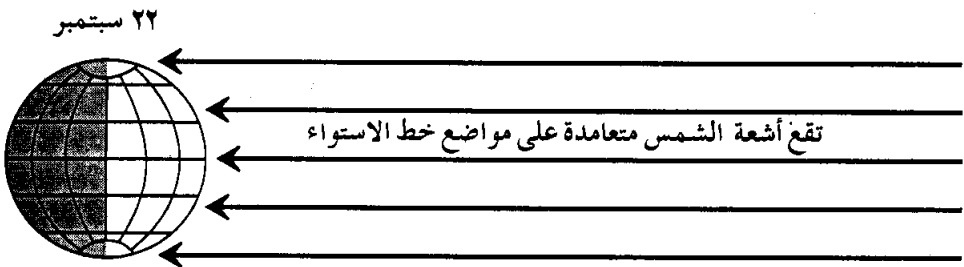 ٢٢ سبتمبر
تقع أشعة الشمس متعامدة على مواضع خط الاستواء